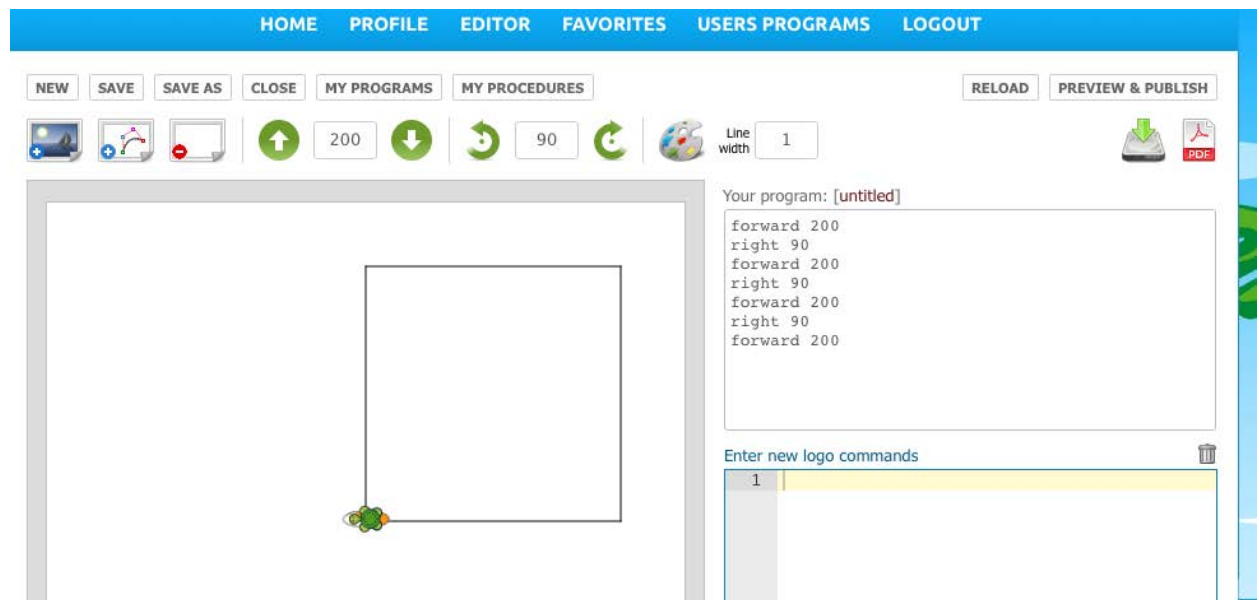 HOME PROFILE EDITOR FAVORITES USERS PROGRAMS LOGOUT
NEW SAVE SAVE AS CLOSE MY PROGRAMS MY PROCEDURES RELOAD PREVIEW & PUBLISH
200 90 Line width 1 PDF
Your program: [untitled]
forward 200
right 90
forward 200
right 90
forward 200
right 90
forward 200
Enter new logo commands
1